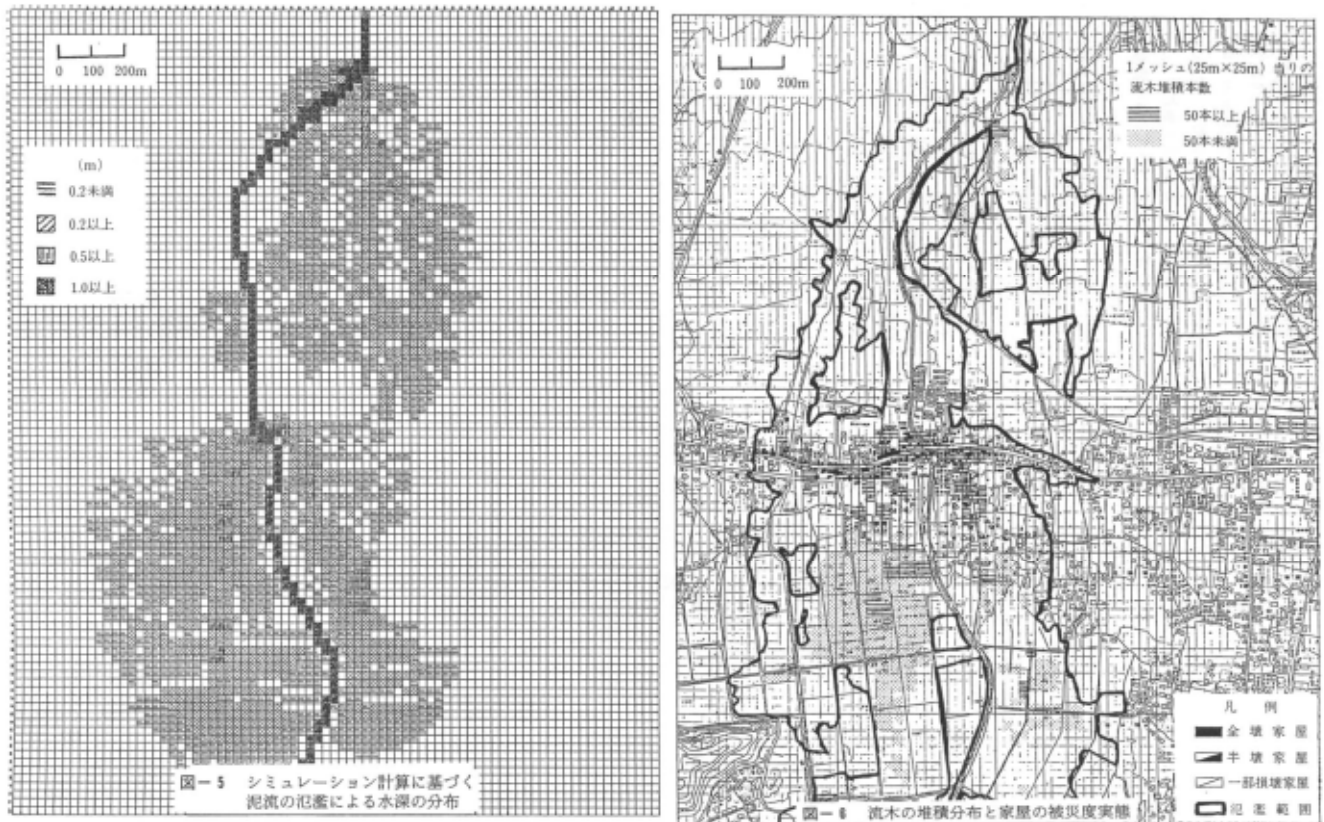 0 100 200m
(m)
0.2未満
0.2以上
0.5以上
1.0以上
図－5 シミュレーション計算に基づく
泥流の氾濫による水深の分布
0 100 200m
1メッシュ(25m×25m)当りの
流木堆積本数
50本以上
50本未満
凡例
全壊家屋
半壊家屋
一部損壊家屋
氾濫範囲
図－6 流木の堆積分布と家屋の被災度実態